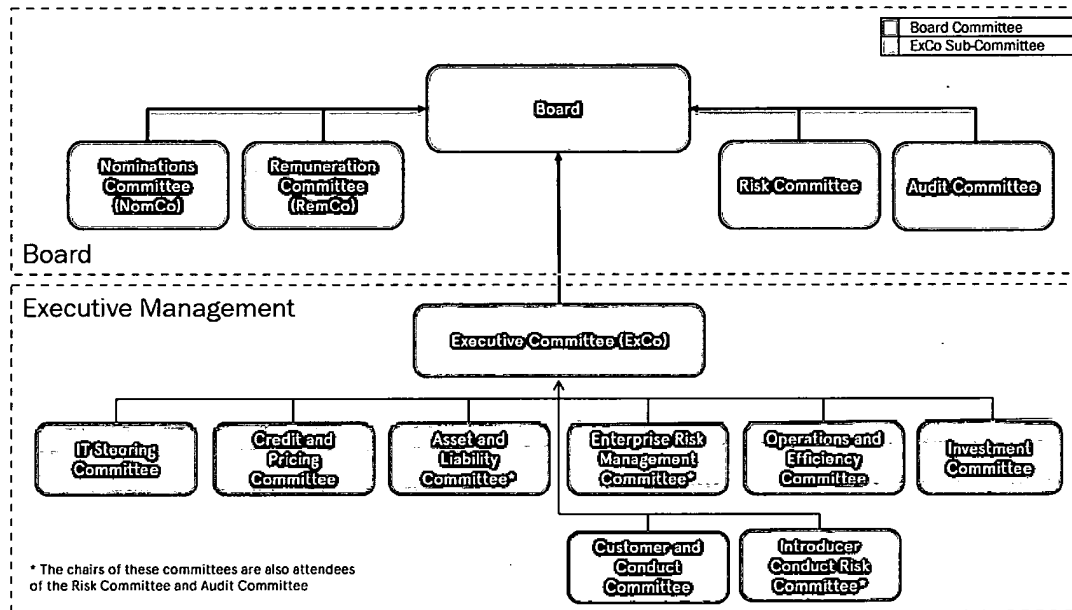 Board Committee
ExCo Sub-Committee
Board
Nominations
Committee
(NomCo)
Remuneration
Committee
(RemCo)
Risk Committee
Audit Committee
Board
Executive Management
Executive Committee (ExCo)
IT Steering
Committee
Credit and
Pricing
Committee
Asset and
Liability
Committee*
Enterprise Risk
Management
Committee*
Operations and
Efficiency
Committee
Investment
Committee
Customer and
Conduct
Committee
Introducer
Conduct Risk
Committee*
* The chairs of these committees are also attendees
of the Risk Committee and Audit Committee